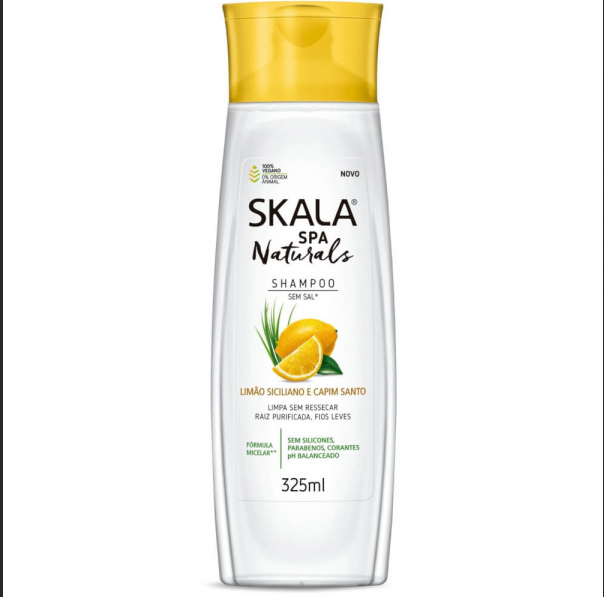 100%
VEGANO
0% ORIGEM
ANIMAL
NOVO
SKALA®
SPA
Naturals
SHAMPOO
SEM SAL*
LIMÃO SICILIANO E CAPIM SANTO
LIMPA SEM RESSECAR
RAIZ PURIFICADA, FIOS LEVES
FÓRMULA
MICELAR**
SEM SILICONES,
PARABENOS, CORANTES
pH BALANCEADO
325ml